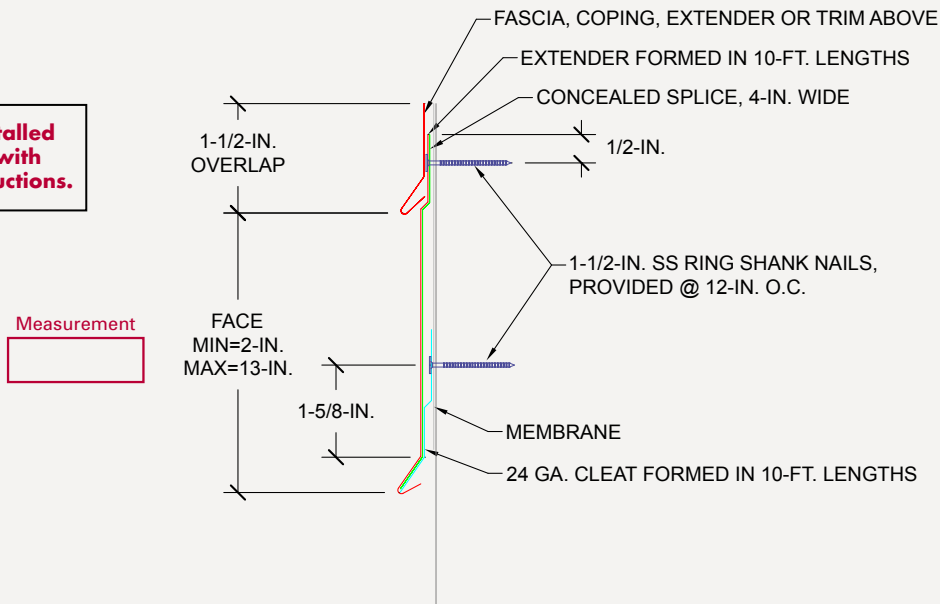 FASCIA, COPING, EXTENDER OR TRIM ABOVE
EXTENDER FORMED IN 10-FT. LENGTHS
CONCEALED SPLICE, 4-IN. WIDE
1-1/2-IN.
OVERLAP
1/2-IN.
talled
with
uctions.
1-1/2-IN. SS RING SHANK NAILS,
PROVIDED @ 12-IN. O.C.
Measurement
FACE
MIN=2-IN.
MAX=13-IN.
1-5/8-IN.
MEMBRANE
24 GA. CLEAT FORMED IN 10-FT. LENGTHS